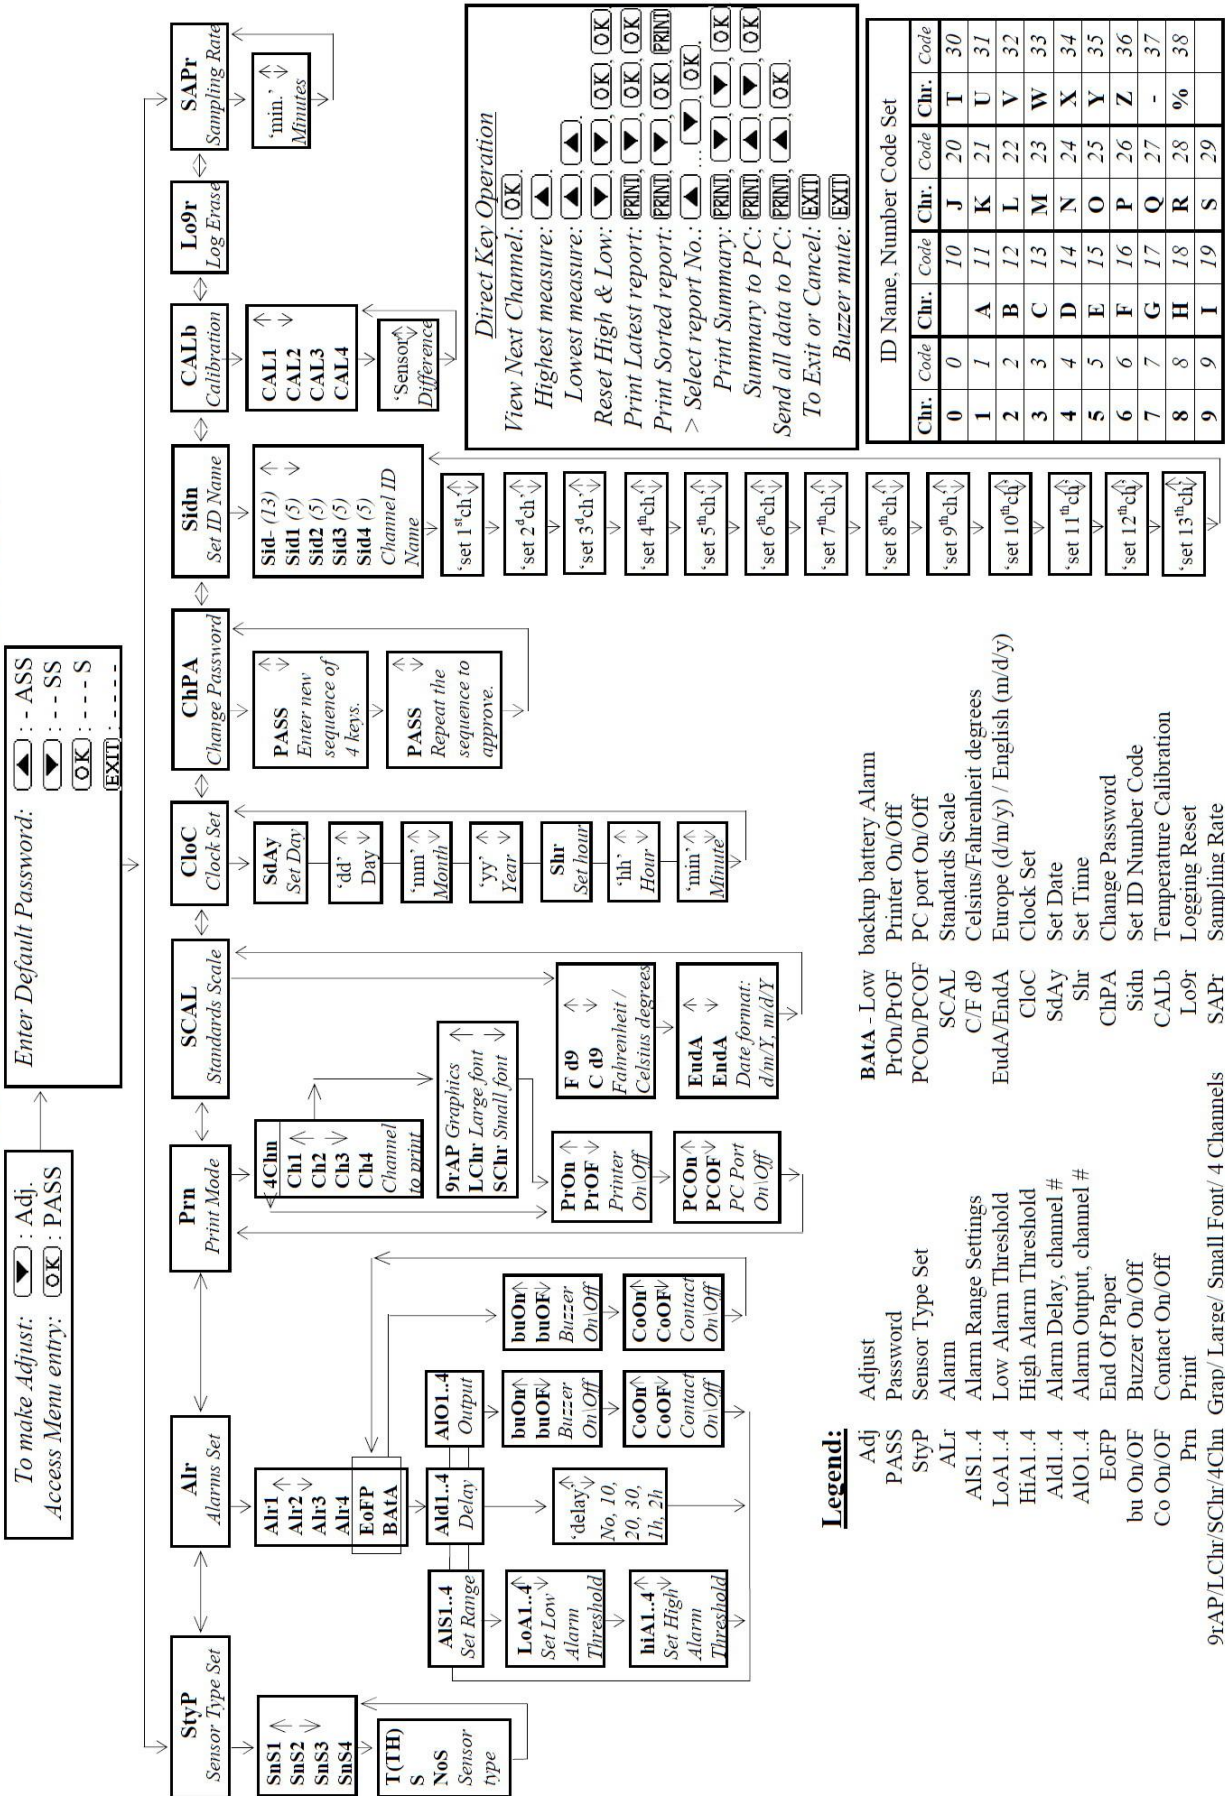 To make Adjust: ▼ : Adj.
Access Menu entry: OK : PASS
Enter Default Password: ▲ : - ASS
▼ : - - SS
OK : - - - S
EXIT : - - - -
StyP
Sensor Type Set
SnS1
SnS2
SnS3
SnS4
T(TH)
S
NoS
Sensor
type
Alr
Alarms Set
Alr1
Alr2
Alr3
Alr4
EoFP
BAtA
AlS1..4
Set Range
LoA1..4
Set Low
Alarm
Threshold
hiA1..4
Set High
Alarm
Threshold
Ald1..4
Delay
'delay'
No, 10,
20, 30,
1h, 2h
AlO1..4
Output
buOn
buOF
Buzzer
On\Off
CoOn
CoOF
Contact
On\Off
buOn
buOF
Buzzer
On\Off
CoOn
CoOF
Contact
On\Off
Prn
Print Mode
4Chn
Ch1
Ch2
Ch3
Ch4
Channel
to print
9rAP Graphics
LChr Large font
SChr Small font
PrOn
PrOF
Printer
On\Off
PCOn
PCOF
PC Port
On\Off
SCAL
Standards Scale
F d9
C d9
Fahrenheit /
Celsius degrees
EudA
EndA
Date format:
d/m/Y, m/d/Y
CloC
Clock Set
SdAy
Set Day
'dd'
Day
'mm'
Month
'yy'
Year
Shr
Set hour
'hh'
Hour
'min'
Minute
ChPA
Change Password
PASS
Enter new
sequence of
4 keys.
PASS
Repeat the
sequence to
approve.
Sidn
Set ID Name
Sid- (13)
Sid1 (5)
Sid2 (5)
Sid3 (5)
Sid4 (5)
Channel ID
Name
'set 1st ch'
'set 2d ch'
'set 3d ch'
'set 4th ch'
'set 5th ch'
'set 6th ch'
'set 7th ch'
'set 8th ch'
'set 9th ch'
'set 10th ch'
'set 11th ch'
'set 12th ch'
'set 13th ch'
CALb
Calibration
CAL1
CAL2
CAL3
CAL4
'Sensor'
Difference
Lo9r
Log Erase
SAPr
Sampling Rate
'min.'
Minutes
Direct Key Operation
View Next Channel: OK.
Highest measure: ▲.
Lowest measure: ▲, ▲.
Reset High & Low: ▼, ▼, OK, OK.
Print Latest report: PRINT, ▼, OK, OK.
Print Sorted report: PRINT, ▼, OK, PRINT
> Select report No.: ▲.... ▼, OK.
Print Summary: PRINT, ▼, ▼, OK
Summary to PC: PRINT, ▲, ▼, OK
Send all data to PC: PRINT, ▲, OK.
To Exit or Cancel: EXIT
Buzzer mute: EXIT
ID Name, Number Code Set
Chr. Code Chr. Code Chr. Code Chr. Code
0 0 10 J 20 T 30
1 1 A 11 K 21 U 31
2 2 B 12 L 22 V 32
3 3 C 13 M 23 W 33
4 4 D 14 N 24 X 34
5 5 E 15 O 25 Y 35
6 6 F 16 P 26 Z 36
7 7 G 17 Q 27 - 37
8 8 H 18 R 28 % 38
9 9 I 19 S 29
Legend:
Adj Adjust
PASS Password
StyP Sensor Type Set
ALr Alarm
AlS1..4 Alarm Range Settings
LoA1..4 Low Alarm Threshold
HiA1..4 High Alarm Threshold
Ald1..4 Alarm Delay, channel #
AlO1..4 Alarm Output, channel #
EoFP End Of Paper
bu On/OF Buzzer On/Off
Co On/OF Contact On/Off
Prn Print
9rAP/LChr/SChr/4Chn Grap/ Large/ Small Font/ 4 Channels
BAtA - Low backup battery Alarm
PrOn/PrOF Printer On/Off
PCOn/PCOF PC port On/Off
SCAL Standards Scale
C/F d9 Celsius/Fahrenheit degrees
EudA/EndA Europe (d/m/y) / English (m/d/y)
CloC Clock Set
SdAy Set Date
Shr Set Time
ChPA Change Password
Sidn Set ID Number Code
CALb Temperature Calibration
Lo9r Logging Reset
SAPr Sampling Rate